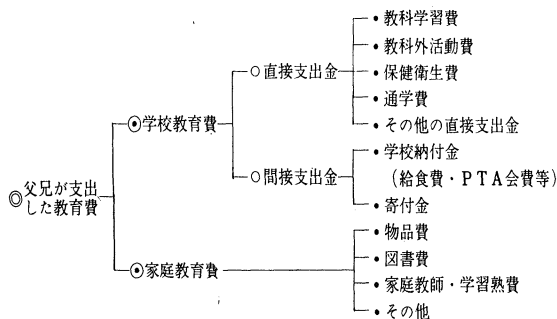 ◎父兄が支出
した教育費
⦿学校教育費
○直接支出金
・教科学習費
・教科外活動費
・保健衛生費
・通学費
・その他の直接支出金
○間接支出金
・学校納付金
(給食費・PTA会費等)
・寄付金
⦿家庭教育費
・物品費
・図書費
・家庭教師・学習熟費
・その他